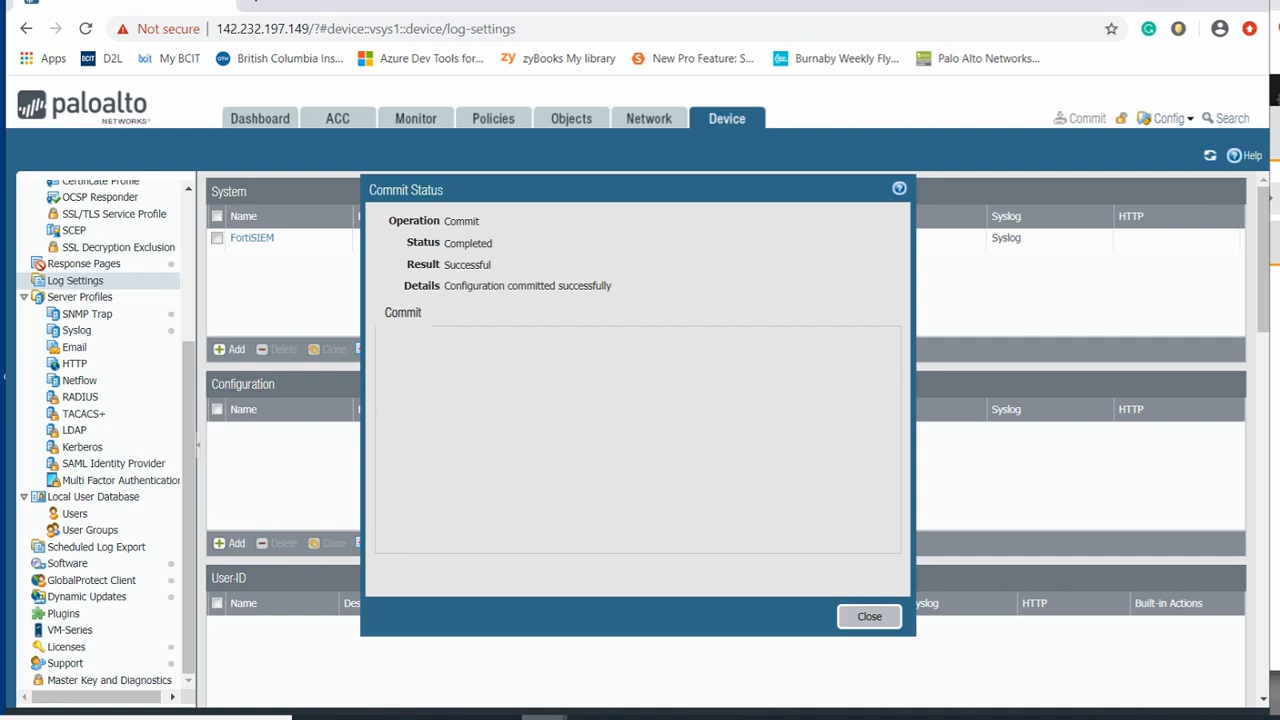 Not secure 142.232.197.149/?#device::vsys1::device/log-settings
Apps BCIT D2L bcit My BCIT OTH British Columbia Ins... Azure Dev Tools for... zy zyBooks My library S New Pro Feature: S... Burnaby Weekly Fly... Palo Alto Networks...
paloalto
NETWORKS
Dashboard ACC Monitor Policies Objects Network Device
Commit Config Search
Help
OCSP Responder
SSL/TLS Service Profile
SCEP
SSL Decryption Exclusion
Response Pages
Log Settings
Server Profiles
SNMP Trap
Syslog
Email
HTTP
Netflow
RADIUS
TACACS+
LDAP
Kerberos
SAML Identity Provider
Multi Factor Authentication
Local User Database
Users
User Groups
Scheduled Log Export
Software
GlobalProtect Client
Dynamic Updates
Plugins
VM-Series
Licenses
Support
Master Key and Diagnostics
System
Name Syslog HTTP
FortiSIEM Syslog
Add Delete Clone
Configuration
Name Syslog HTTP
Add Delete Clone
User-ID
Name Des yslog HTTP Built-in Actions
Commit Status
Operation Commit
Status Completed
Result Successful
Details Configuration committed successfully
Commit
Close